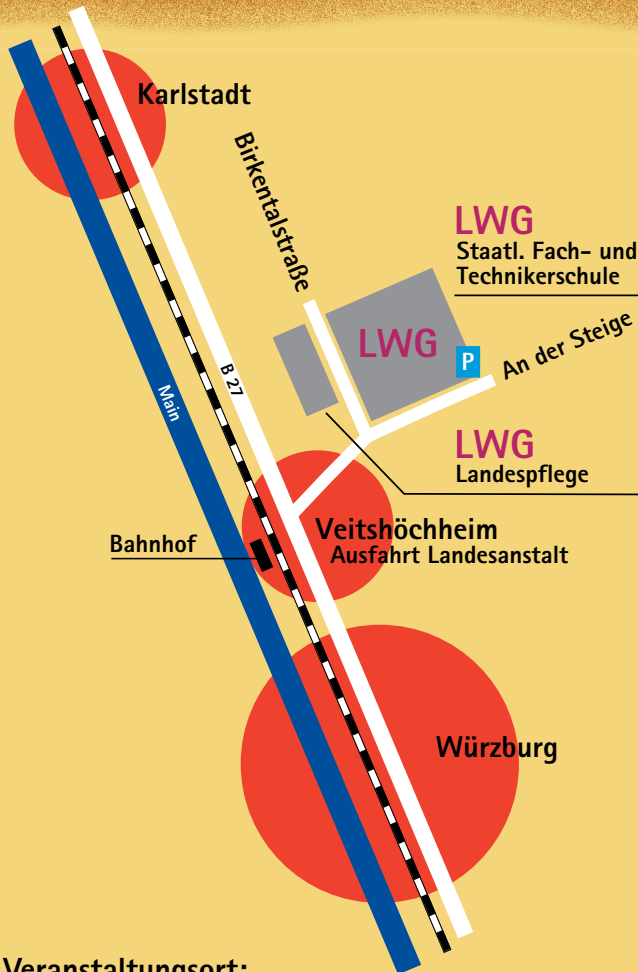 Karlstadt
Birkentalstraße
LWG
Staatl. Fach- und
Technikerschule
LWG
P
An der Steige
B 27
Main
LWG
Landespflege
Veitshöchheim
Ausfahrt Landesanstalt
Bahnhof
Würzburg
Veranstaltungsort: